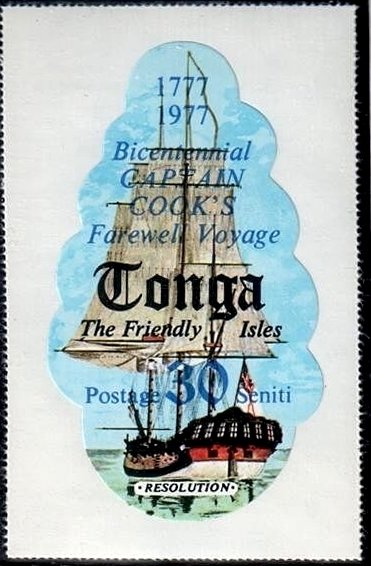 1777
1977
Bicentennial
CAPTAIN
COOK'S
Farewell Voyage
Tonga
The Friendly Isles
Postage 30 Seniti
• RESOLUTION •